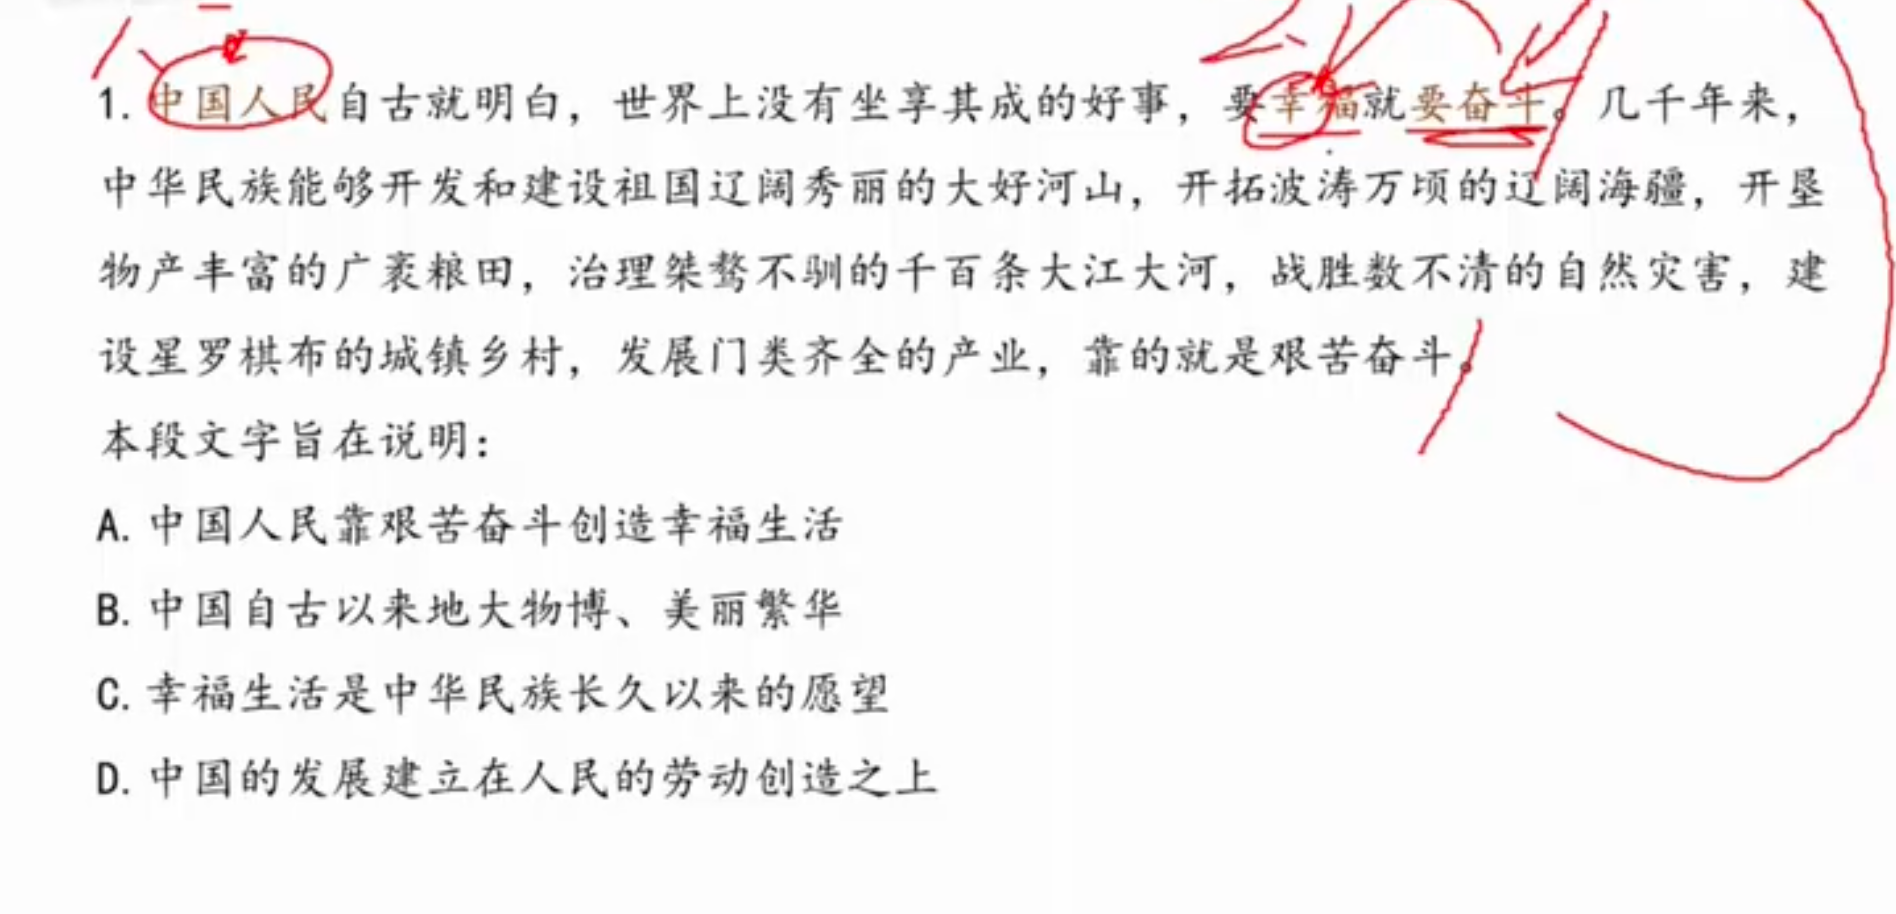 1. 中国人民自古就明白，世界上没有坐享其成的好事，要幸福就要奋斗。几千年来，
中华民族能够开发和建设祖国辽阔秀丽的大好河山，开拓波涛万顷的辽阔海疆，开垦
物产丰富的广袤粮田，治理桀骜不驯的千百条大江大河，战胜数不清的自然灾害，建
设星罗棋布的城镇乡村，发展门类齐全的产业，靠的就是艰苦奋斗。
本段文字旨在说明：
A. 中国人民靠艰苦奋斗创造幸福生活
B. 中国自古以来地大物博、美丽繁华
C. 幸福生活是中华民族长久以来的愿望
D. 中国的发展建立在人民的劳动创造之上